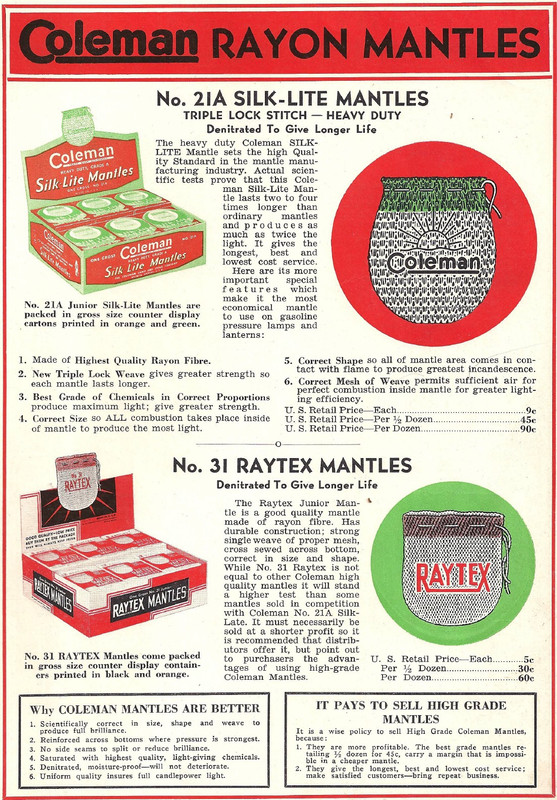 Coleman RAYON MANTLES
No. 21A SILK-LITE MANTLES
TRIPLE LOCK STITCH — HEAVY DUTY
Denitrated To Give Longer Life
Coleman
HEAVY DUTY, GRADE A
Silk-Lite Mantles
ONE GROSS - NO. 21A
ONE GROSS
Coleman
Silk Lite Mantles
The heavy duty Coleman SILK-
LITE Mantle sets the high Qual-
ity Standard in the mantle manu-
facturing industry. Actual scien-
tific tests prove that this Cole-
man Silk-Lite Man-
tle lasts two to four
times longer than
ordinary mantles
and produces as
much as twice the
light. It gives the
longest, best and
lowest cost service.
Here are its more
important special
features which
make it the most
economical mantle
to use on gasoline
pressure lamps and
lanterns:
Coleman
No. 21A Junior Silk-Lite Mantles are
packed in gross size counter display
cartons printed in orange and green.
1. Made of Highest Quality Rayon Fibre.
2. New Triple Lock Weave gives greater strength so
each mantle lasts longer.
3. Best Grade of Chemicals in Correct Proportions
produce maximum light; give greater strength.
4. Correct Size so ALL combustion takes place inside
of mantle to produce the most light.
5. Correct Shape so all of mantle area comes in con-
tact with flame to produce greatest incandescence.
6. Correct Mesh of Weave permits sufficient air for
perfect combustion inside mantle for greater light-
ing efficiency.
U. S. Retail Price—Each..........9c
U. S. Retail Price—Per ½ Dozen..........45c
U. S. Retail Price—Per Dozen..........90c
No. 31 RAYTEX MANTLES
Denitrated To Give Longer Life
No 31
RAYTEX
GOOD QUALITY-LOW PRICE
BUY THEM BY THE PACKAGE
RAYTEX MANTLES
RAYTEX MANTLES
The Raytex Junior Man-
tle is a good quality mantle
made of rayon fibre. Has
durable construction; strong
single weave of proper mesh,
cross sewed across bottom,
correct in size and shape.
While No. 31 Raytex is not
equal to other Coleman high
quality mantles it will stand
a higher test than some
mantles sold in competition
with Coleman No. 21A Silk-
Late. It must necessarily be
sold at a shorter profit so it
is recommended that distrib-
utors offer it, but point out
to purchasers the advan-
tages of using high-grade
Coleman Mantles.
RAYTEX
No. 31 RAYTEX Mantles come packed
in gross size counter display contain-
ers printed in black and orange.
U. S. Retail Price—Each..........5c
Per ½ Dozen..........30c
Per Dozen..........60c
Why COLEMAN MANTLES ARE BETTER
1. Scientifically correct in size, shape and weave to
produce full brilliance.
2. Reinforced across bottoms where pressure is strongest.
3. No side seams to split or reduce brilliance.
4. Saturated with highest quality, light-giving chemicals.
5. Denitrated, moisture-proof—will not deteriorate.
6. Uniform quality insures full candlepower light.
IT PAYS TO SELL HIGH GRADE
MANTLES
It is a wise policy to sell High Grade Coleman Mantles,
because:
1. They are more profitable. The best grade mantles re-
tailing ½ dozen for 45c, carry a margin that is impossi-
ble in a cheaper mantle.
2. They give the longest, best and lowest cost service;
make satisfied customers—bring repeat business.